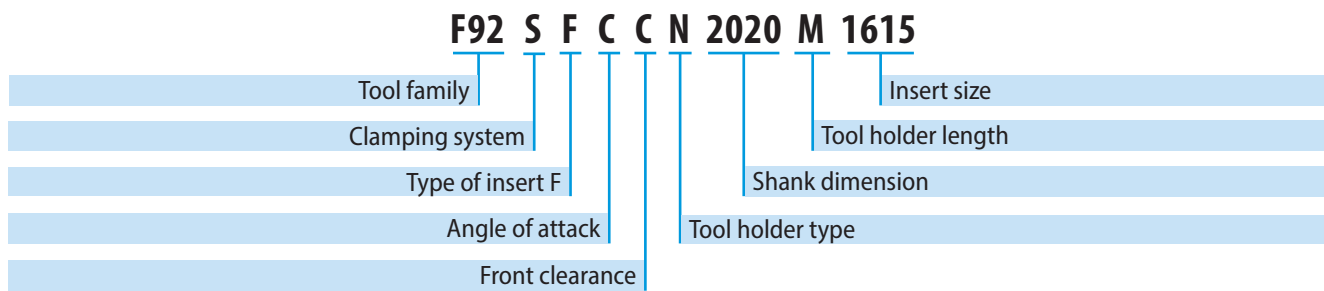 F92 S F C C N 2020 M 1615
Tool family
Insert size
Clamping system
Tool holder length
Type of insert F
Shank dimension
Angle of attack
Tool holder type
Front clearance